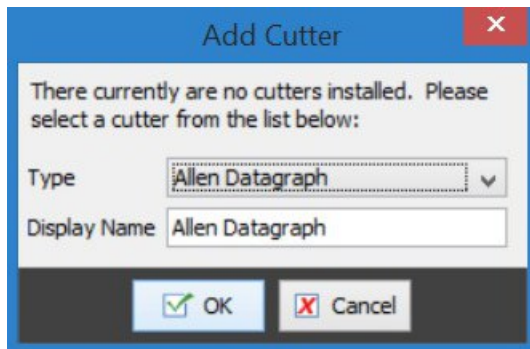 Add Cutter
There currently are no cutters installed. Please
select a cutter from the list below:
Type Allen Datagraph
Display Name Allen Datagraph
OK Cancel